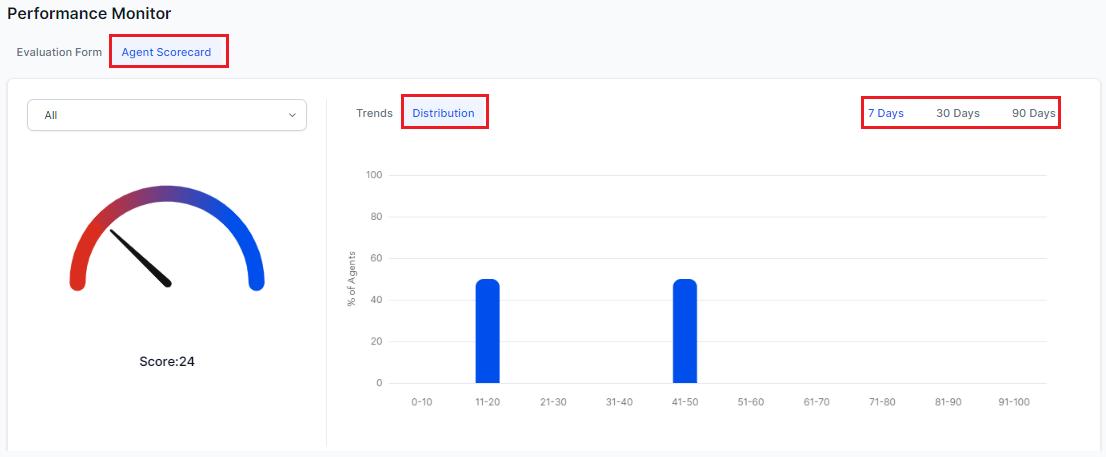 Performance Monitor
Evaluation Form Agent Scorecard
All
Trends Distribution 7 Days 30 Days 90 Days
100
80
60
40
20
0
% of Agents
0-10 11-20 21-30 31-40 41-50 51-60 61-70 71-80 81-90 91-100
Score:24